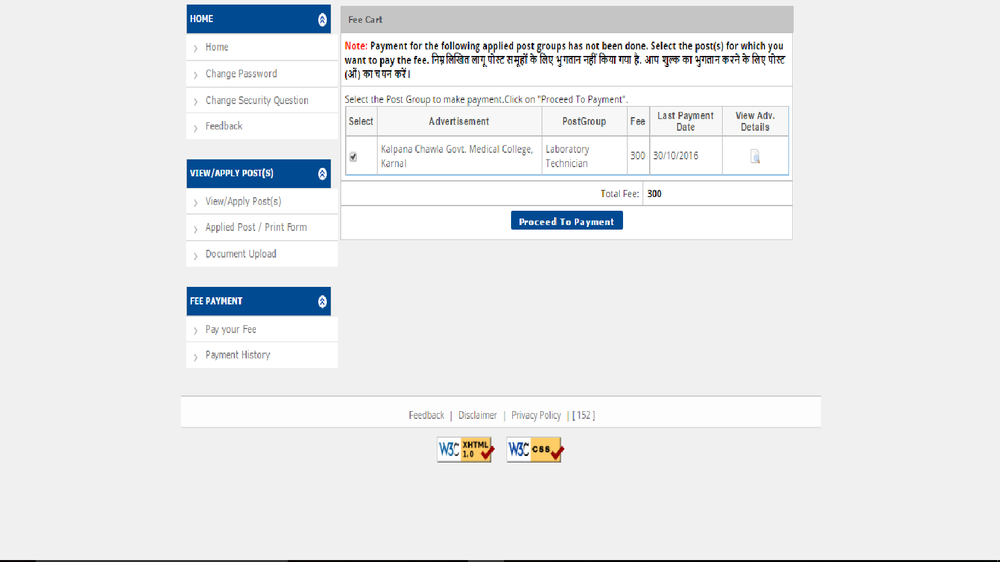 HOME
Home
Change Password
Change Security Question
Feedback
VIEW/APPLY POST(S)
View/Apply Post(s)
Applied Post / Print Form
Document Upload
FEE PAYMENT
Pay your Fee
Payment History
Fee Cart
Note: Payment for the following applied post groups has not been done. Select the post(s) for which you
want to pay the fee. निम्नलिखित लागू पोस्ट समूहों के लिए भुगतान नहीं किया गया है. आप शुल्क का भुगतान करने के लिए पोस्ट
(ओं) का चयन करें।
Select the Post Group to make payment.Click on "Proceed To Payment".
Select Advertisement PostGroup Fee Last Payment Date View Adv. Details
Kalpana Chawla Govt. Medical College, Karnal Laboratory Technician 300 30/10/2016
Total Fee: 300
Proceed To Payment
Feedback | Disclaimer | Privacy Policy | [ 152 ]
W3C XHTML 1.0 W3C css